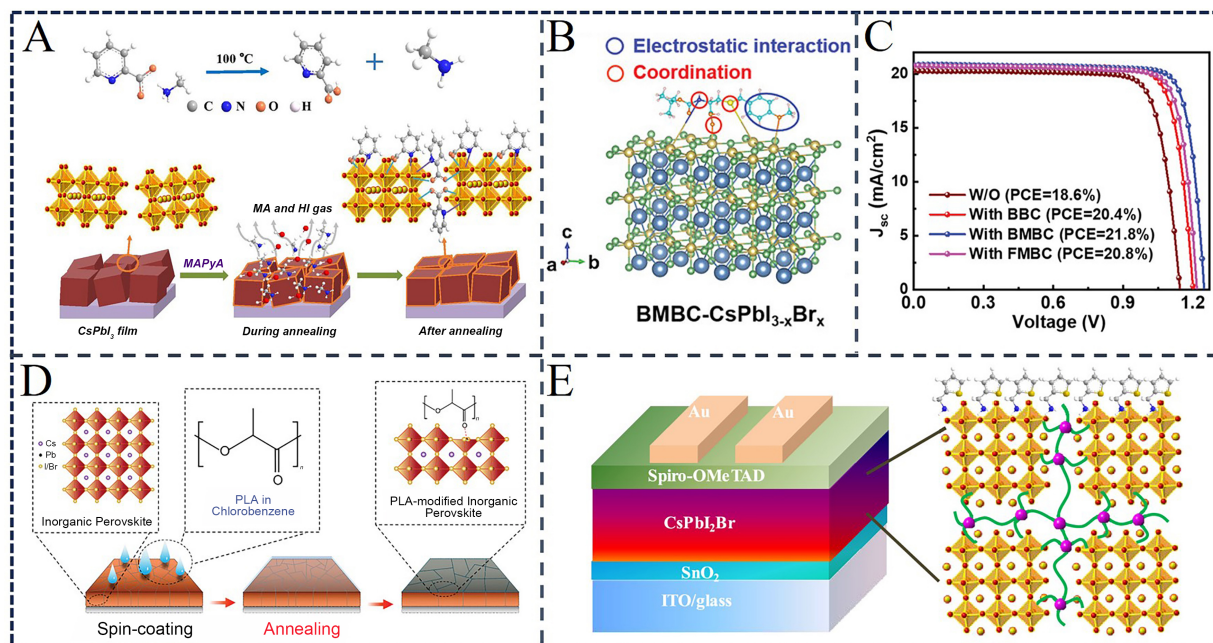 A
100 °C
+
C N O H
MA and HI gas
MAPyA
CsPbI3 film
During annealing
After annealing
B
Electrostatic interaction
Coordination
c
a
b
BMBC-CsPbI3-xBrx
C
Jsc (mA/cm2)
20
15
10
5
0
W/O (PCE=18.6%)
With BBC (PCE=20.4%)
With BMBC (PCE=21.8%)
With FMBC (PCE=20.8%)
0.0 0.3 0.6 0.9 1.2
Voltage (V)
D
Cs
Pb
I/Br
Inorganic Perovskite
O
O
n
PLA in
Chlorobenzene
O
O
n
PLA-modified Inorganic
Perovskite
Spin-coating
Annealing
E
Au
Au
Spiro-OMeTAD
CsPbI2Br
SnO2
ITO/glass